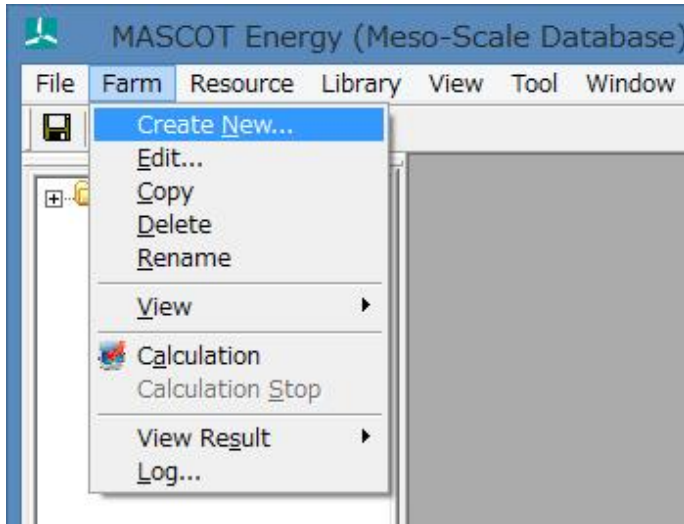 MASCOT Energy (Meso-Scale Database)
File Farm Resource Library View Tool Window
Create New...
Edit...
Copy
Delete
Rename
View
Calculation
Calculation Stop
View Result
Log...